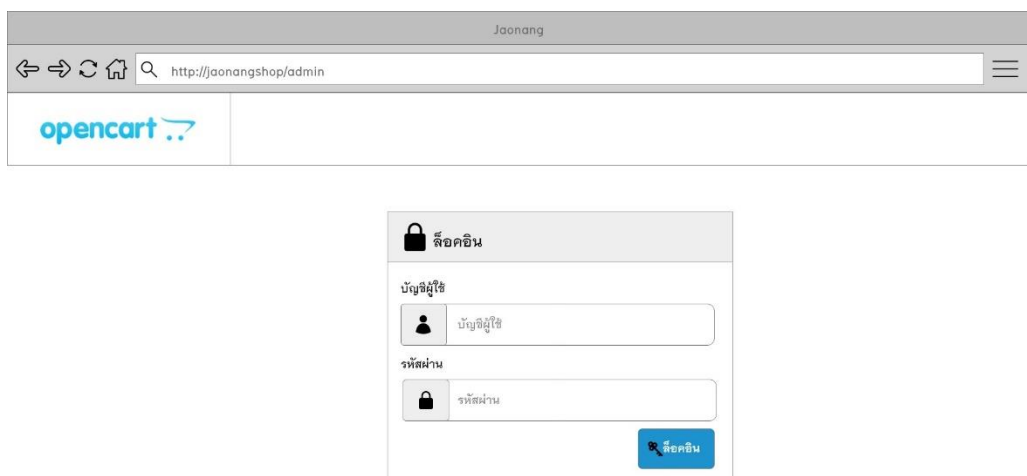 Jaonang
http://jaonangshop/admin
opencart
ล็อคอิน
บัญชีผู้ใช้
บัญชีผู้ใช้
รหัสผ่าน
รหัสผ่าน
ล็อคอิน